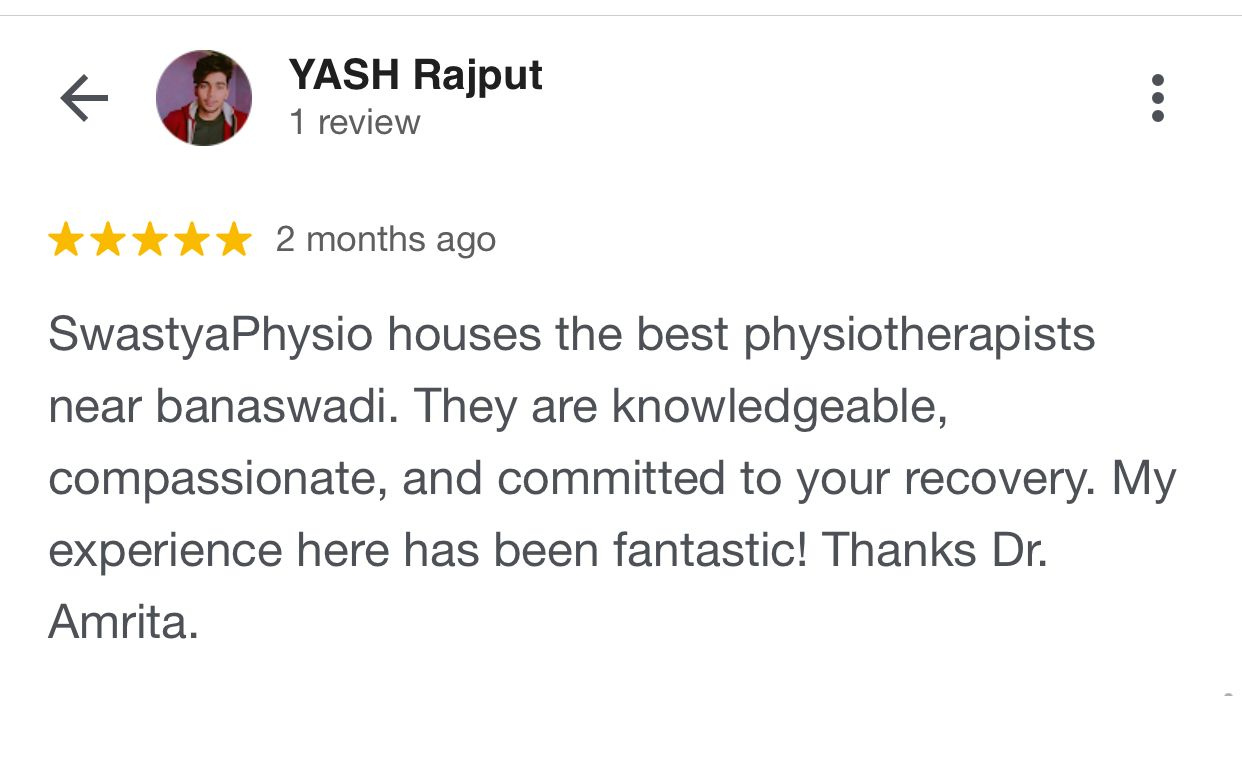 YASH Rajput
1 review
2 months ago
SwastyaPhysio houses the best physiotherapists
near banaswadi. They are knowledgeable,
compassionate, and committed to your recovery. My
experience here has been fantastic! Thanks Dr.
Amrita.